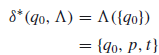 δ*(q₀, Λ) = Λ({q₀})
= {q₀, p, t}